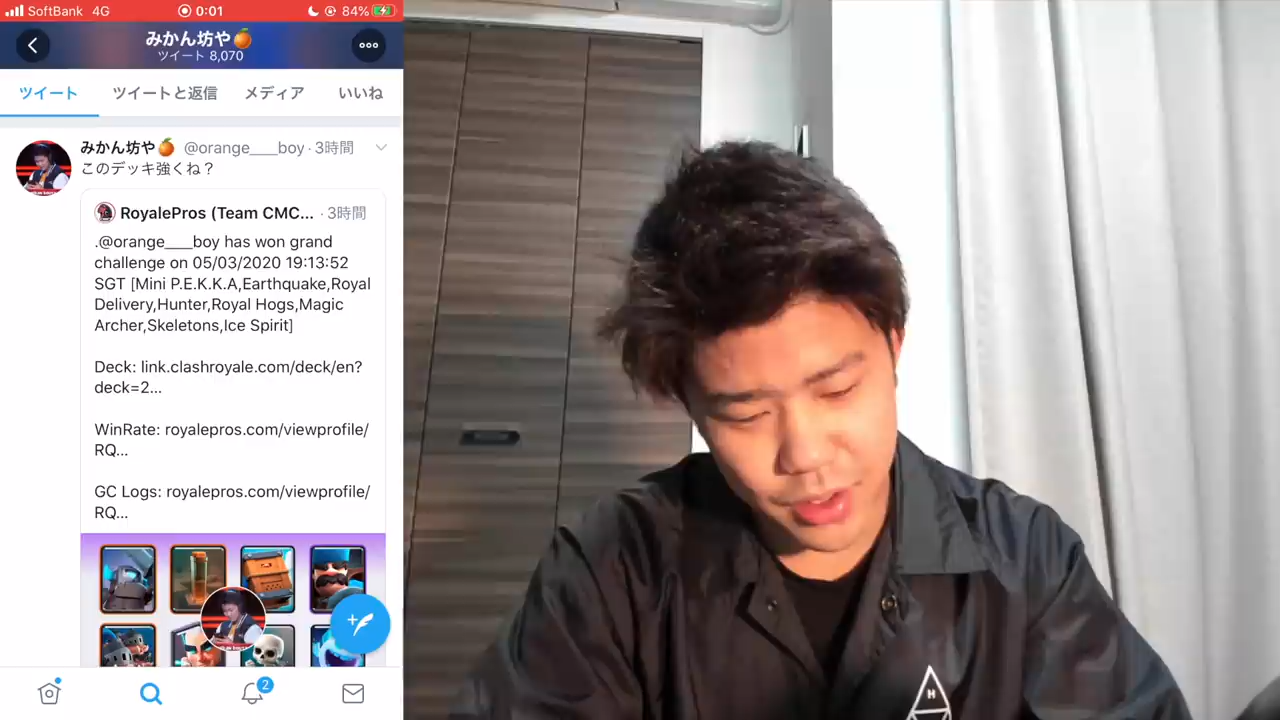 SoftBank 4G 0:01 84%
みかん坊や🍊
ツイート 8,070
ツイート ツイートと返信 メディア いいね
みかん坊や🍊 @orange___boy · 3時間
このデッキ強くね？
RoyalePros (Team CMC... · 3時間
.@orange___boy has won grand
challenge on 05/03/2020 19:13:52
SGT [Mini P.E.K.K.A,Earthquake,Royal
Delivery,Hunter,Royal Hogs,Magic
Archer,Skeletons,Ice Spirit]
Deck: link.clashroyale.com/deck/en?
deck=2...
WinRate: royalepros.com/viewprofile/
RQ...
GC Logs: royalepros.com/viewprofile/
RQ...
2
H